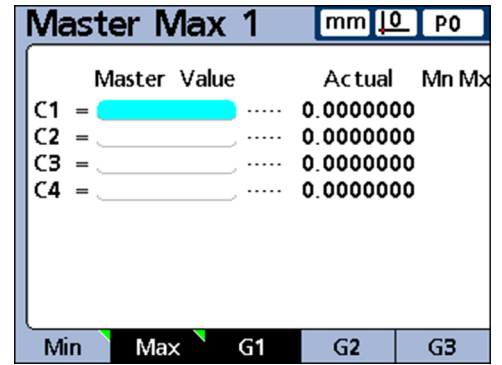 Master Max 1 mm 0 P0
Master Value Actual Mn Mx
C1 = ..... 0.0000000
C2 = ..... 0.0000000
C3 = ..... 0.0000000
C4 = ..... 0.0000000
Min Max G1 G2 G3